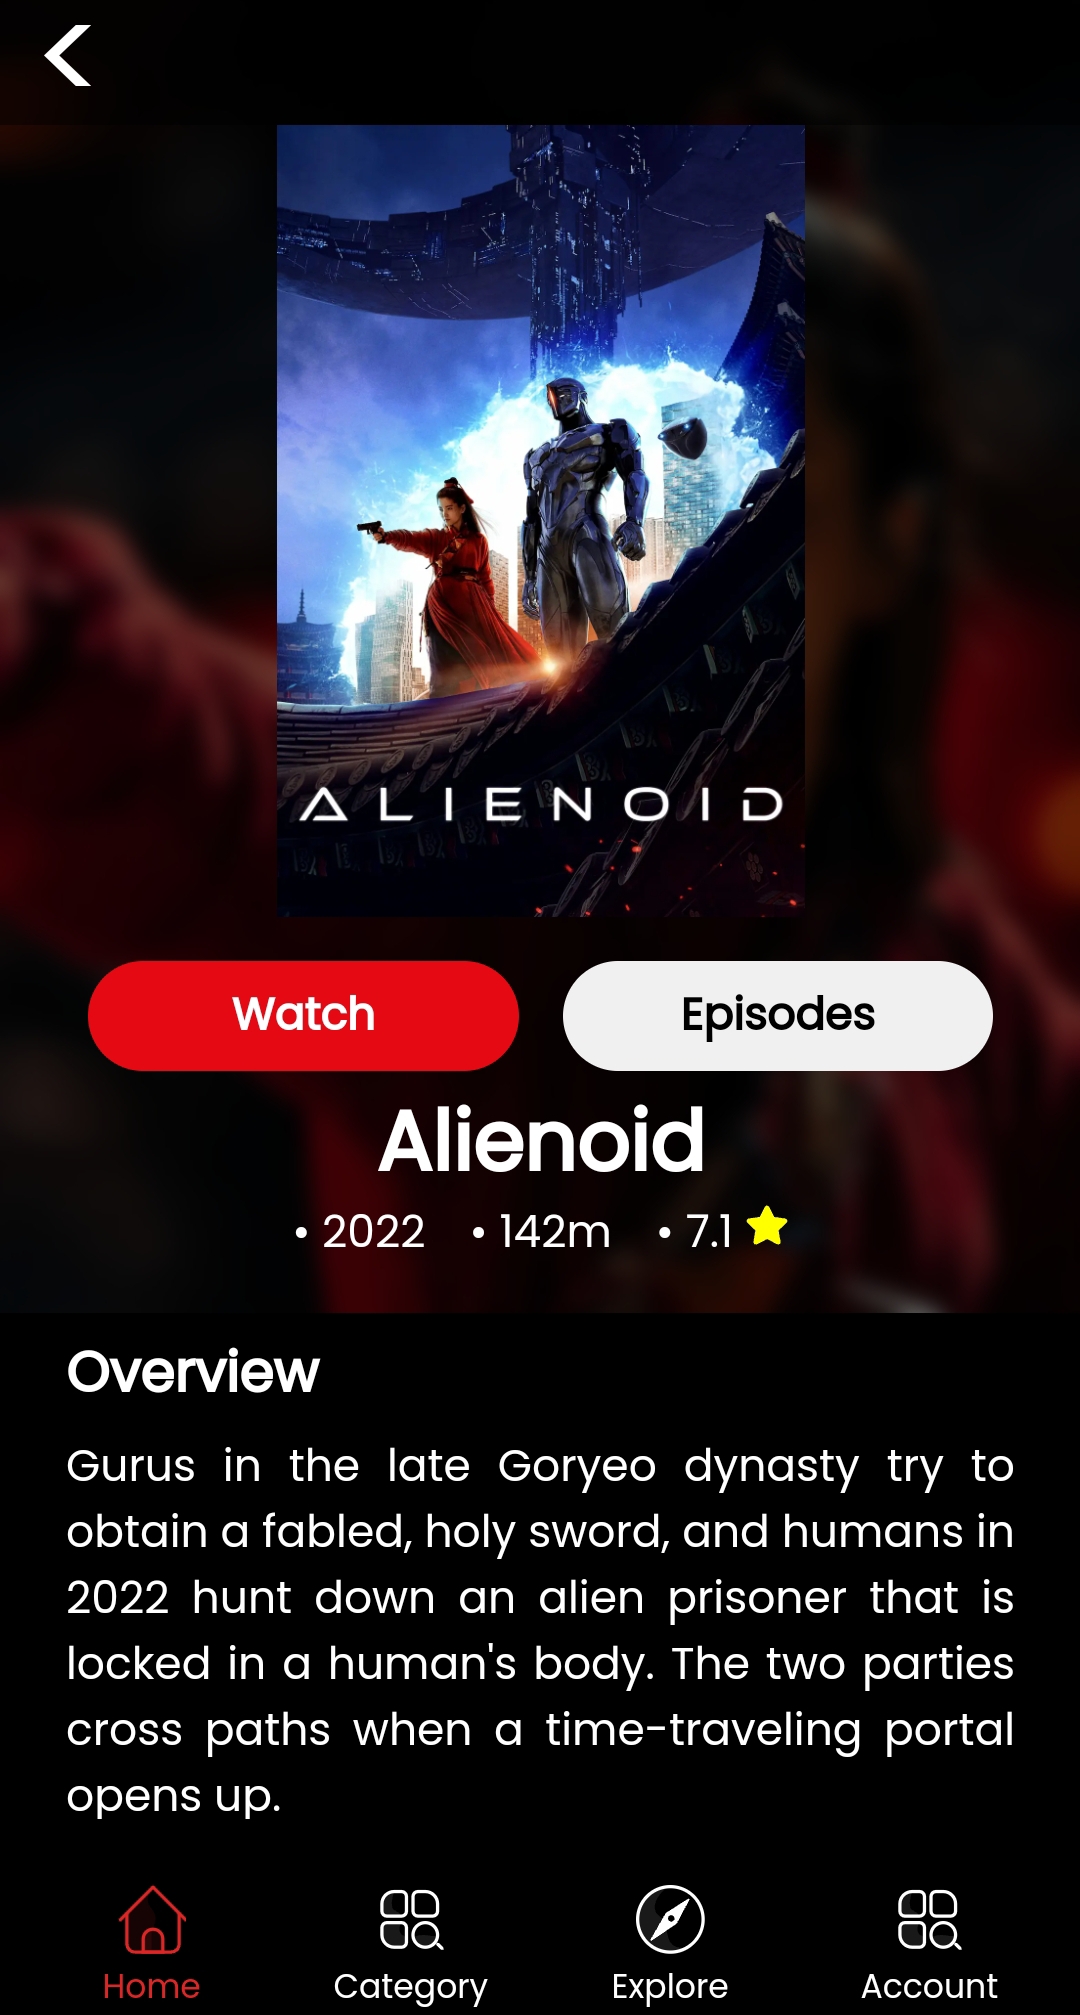 ALIENOID
Watch
Episodes
Alienoid
• 2022 • 142m • 7.1
Overview
Gurus in the late Goryeo dynasty try to
obtain a fabled, holy sword, and humans in
2022 hunt down an alien prisoner that is
locked in a human's body. The two parties
cross paths when a time-traveling portal
opens up.
Home
Category
Explore
Account